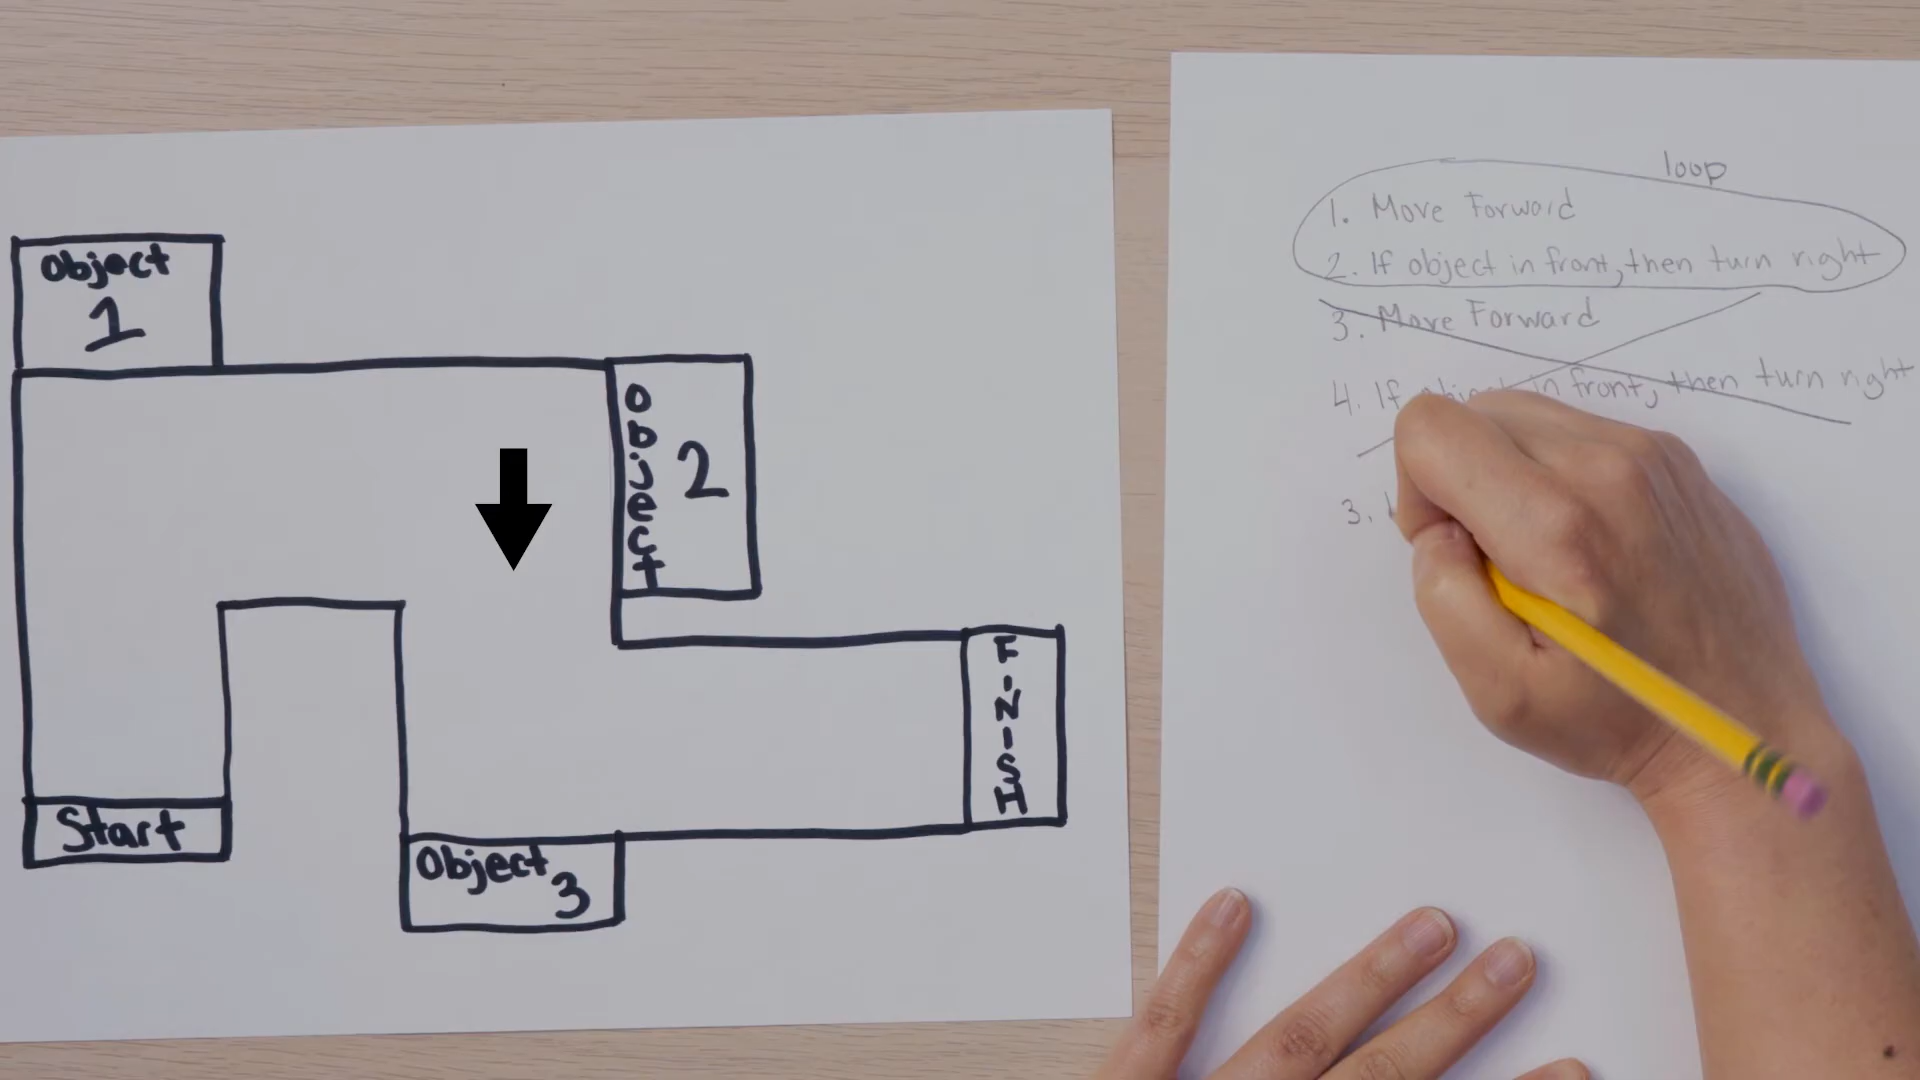 Object
1
Object
2
Start
Object
3
FINISH
loop
1. Move Forward
2. If object in front, then turn right
3. Move Forward
4. If object in front, then turn right
3.